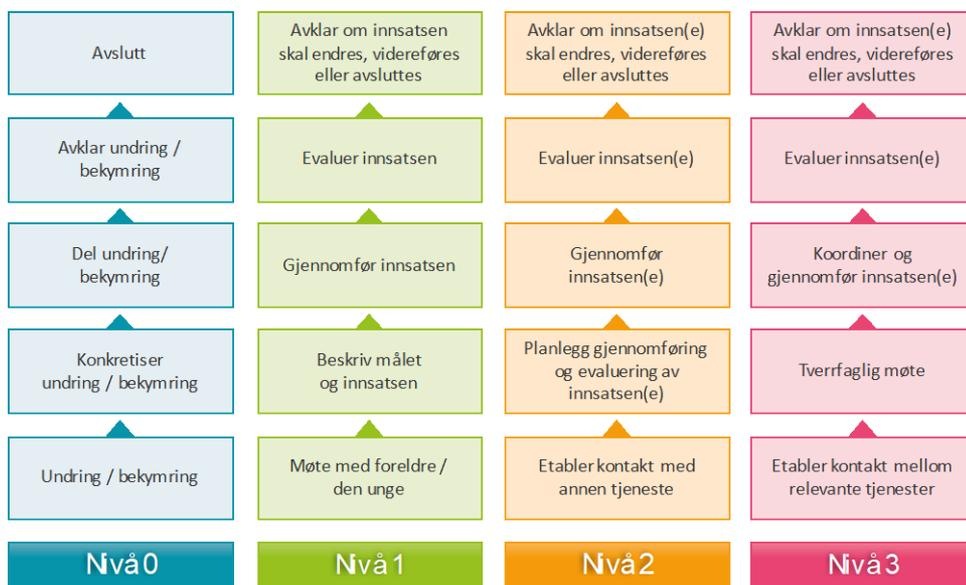 Avslutt
Avklar om innsatsen
skal endres, videreføres
eller avsluttes
Avklar om innsatsen(e)
skal endres, videreføres
eller avsluttes
Avklar om innsatsen(e)
skal endres, videreføres
eller avsluttes
Avklar undring /
bekymring
Evaluer innsatsen
Evaluer innsatsen(e)
Evaluer innsatsen(e)
Del undring/
bekymring
Gjennomfør innsatsen
Gjennomfør
innsatsen(e)
Koordiner og
gjennomfør innsatsen(e)
Konkretiser
undring / bekymring
Beskriv målet
og innsatsen
Planlegg gjennomføring
og evaluering av
innsatsen(e)
Tverrfaglig møte
Undring / bekymring
Møte med foreldre /
den unge
Etabler kontakt med
annen tjeneste
Etabler kontakt mellom
relevante tjenester
Nivå 0
Nivå 1
Nivå 2
Nivå 3